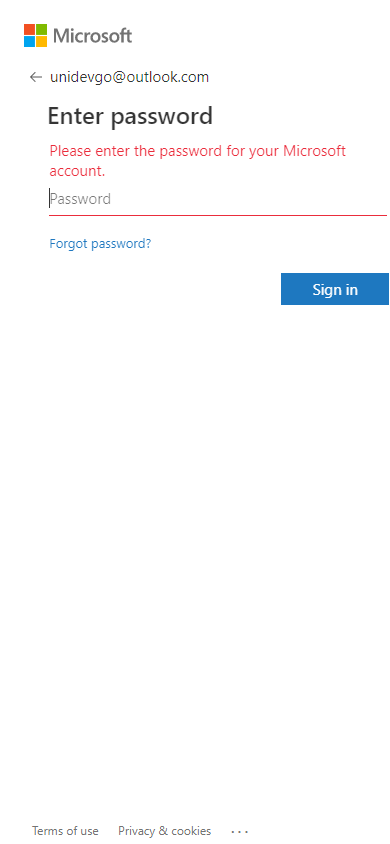 Microsoft
unidevgo@outlook.com
Enter password
Please enter the password for your Microsoft
account.
Password
Forgot password?
Sign in
Terms of use Privacy & cookies ...